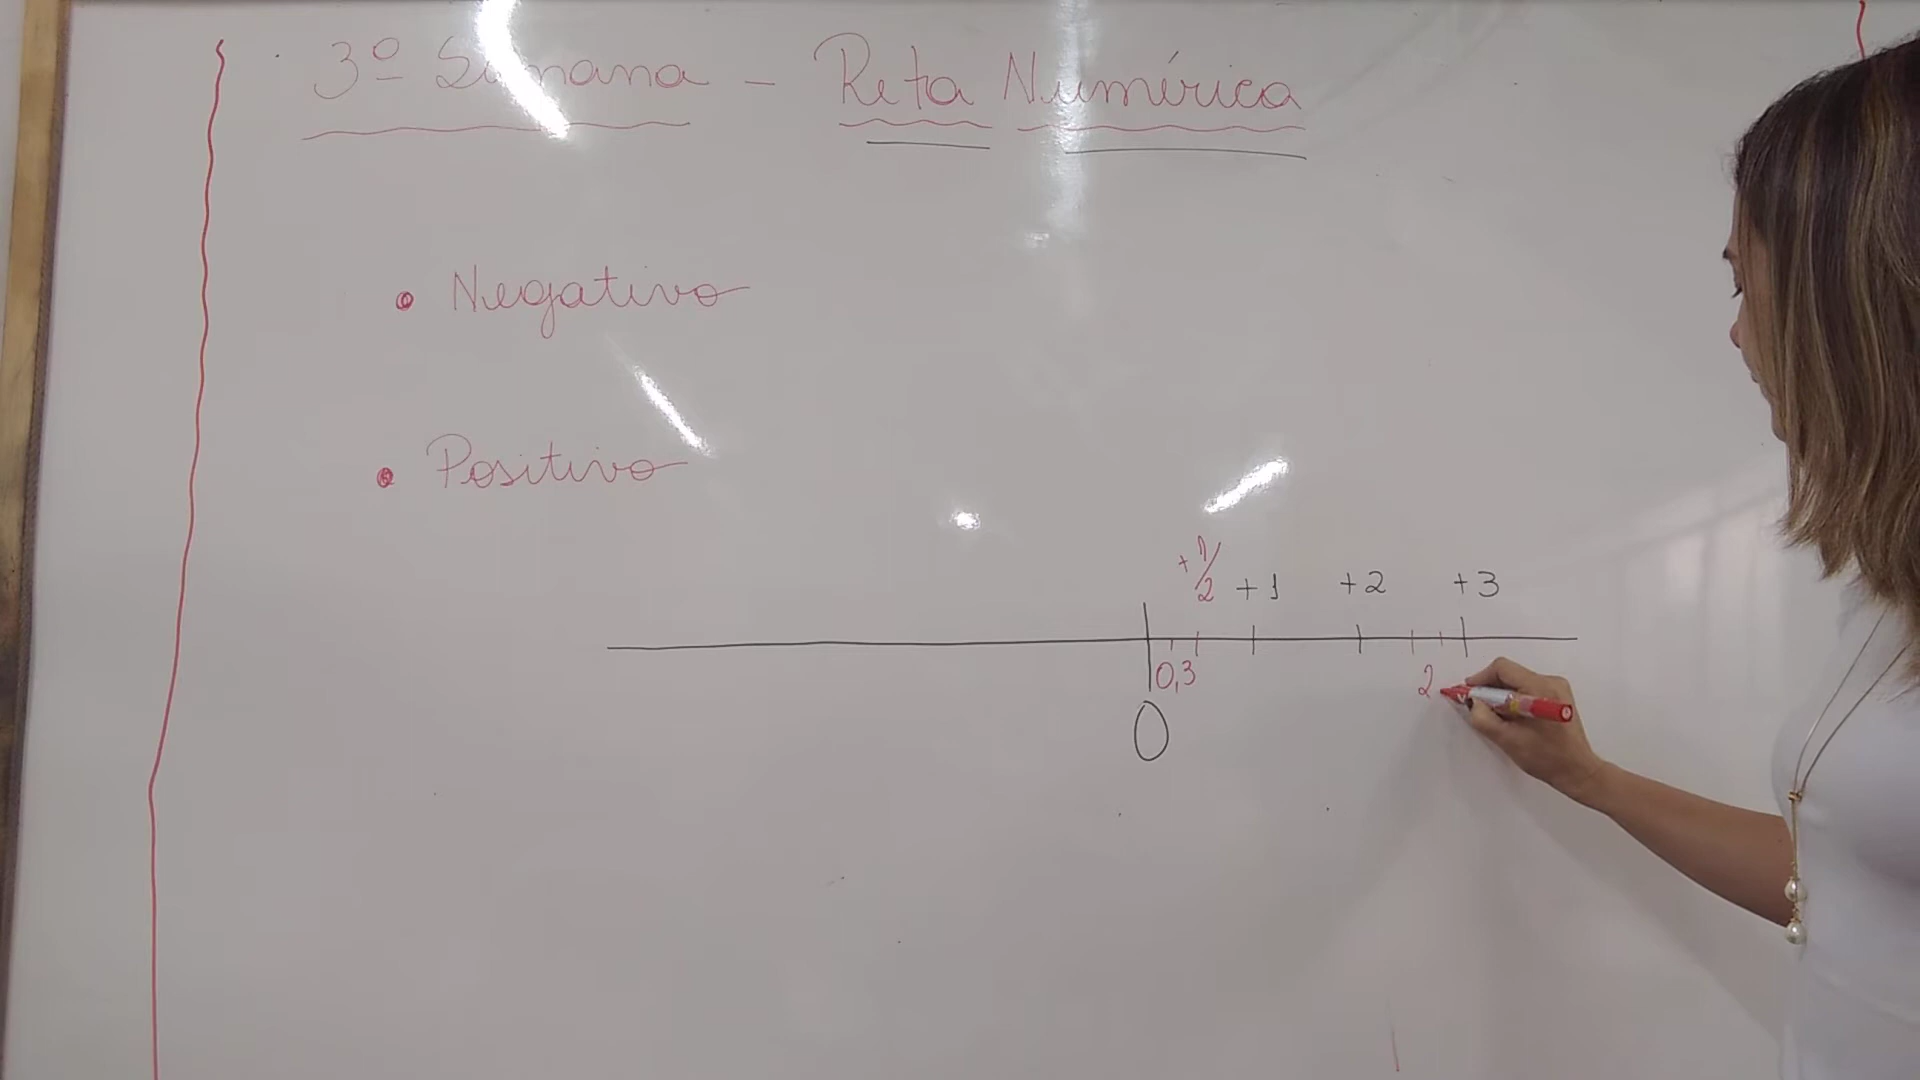 3º Semana - Reta Numérica
• Negativo
• Positivo
+1/2 +1 +2 +3
0,3 2
0